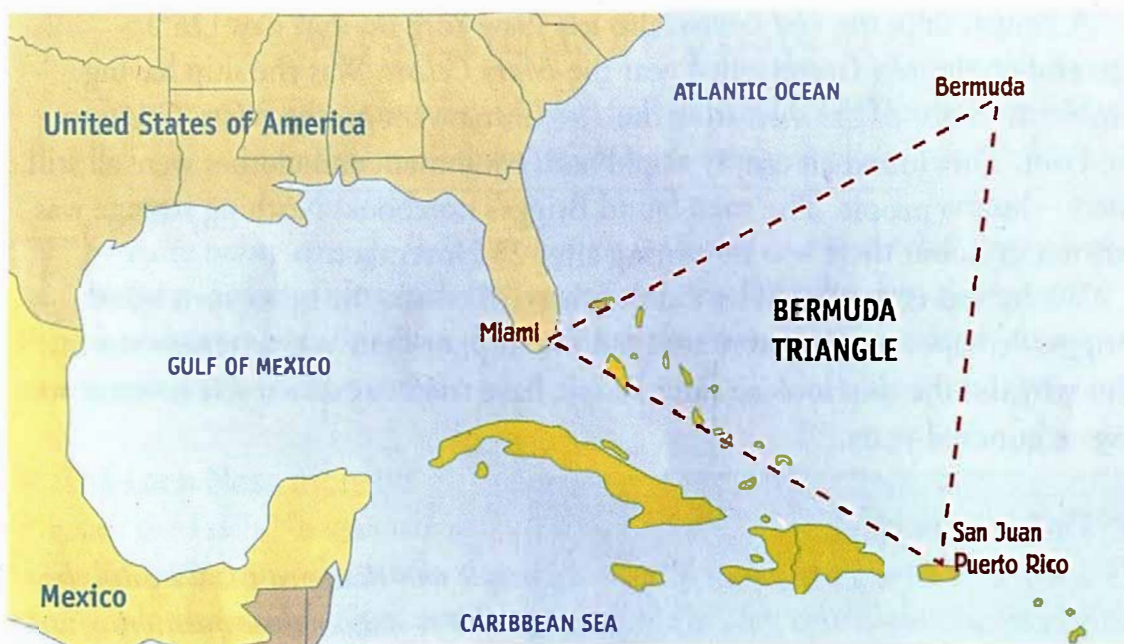 ATLANTIC OCEAN
Bermuda
United States of America
Miami
BERMUDA
TRIANGLE
GULF OF MEXICO
San Juan
Puerto Rico
Mexico
CARIBBEAN SEA